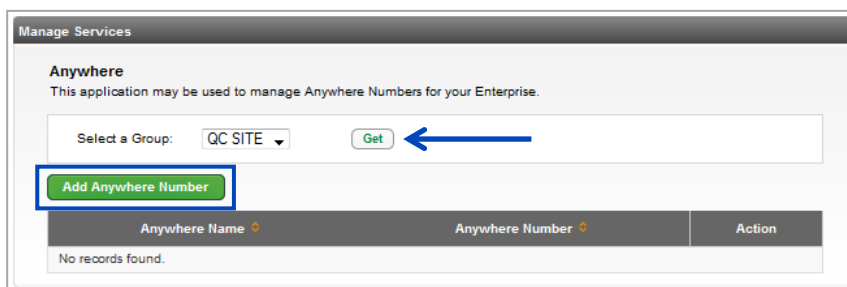 Manage Services
Anywhere
This application may be used to manage Anywhere Numbers for your Enterprise.
Select a Group: QC SITE Get
Add Anywhere Number
Anywhere Name Anywhere Number Action
No records found.